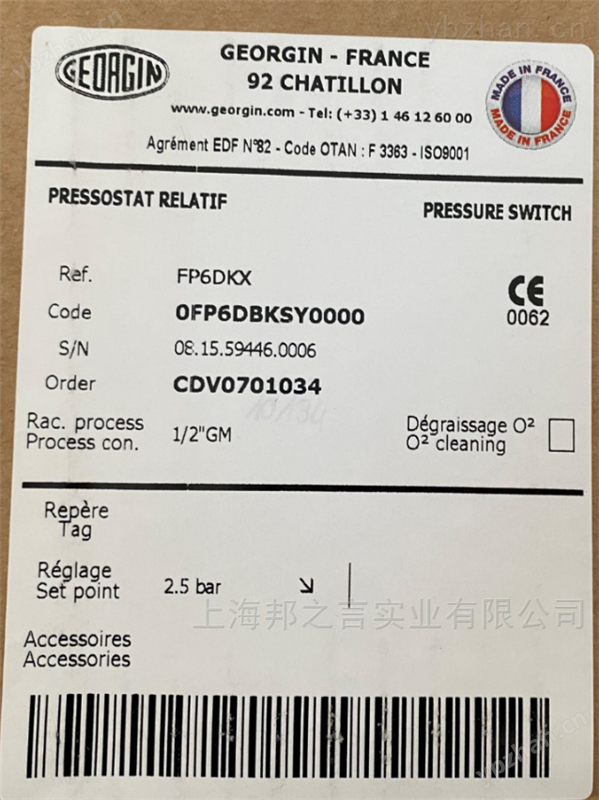 GEORGIN
GEORGIN - FRANCE
92 CHATILLON
www.georgin.com - Tel: (+33) 1 46 12 60 00
Agrément EDF N°82 - Code OTAN : F 3363 - ISO9001
MADE IN FRANCE
MADE IN FRANCE
PRESSOSTAT RELATIF
PRESSURE SWITCH
Ref. FP6DKX
CE
Code 0FP6DBKSY0000
0062
S/N 08.15.59446.0006
Order CDV0701034
10134
Rac. process
Process con. 1/2"GM
Dégraissage O²
O² cleaning
Repère
Tag
Réglage
Set point 2.5 bar ↘
上海邦之言实业有限公司
Accessoires
Accessories